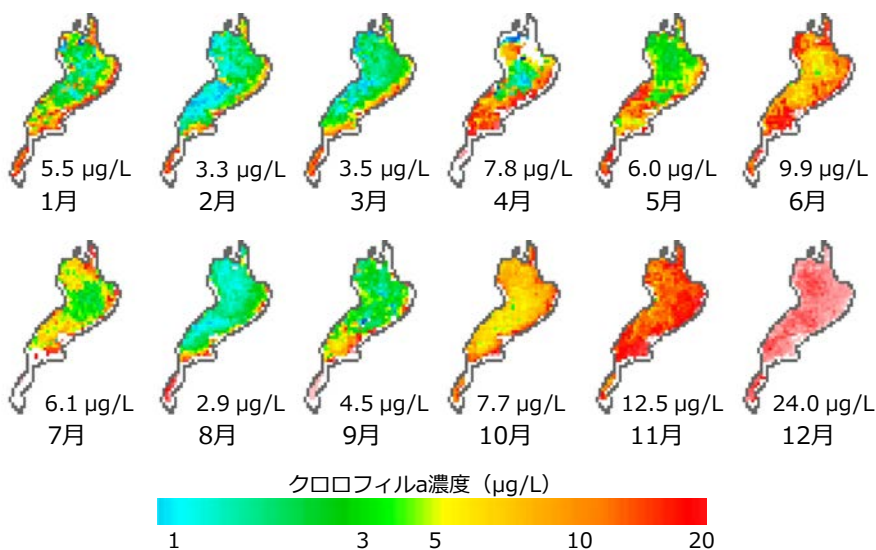 5.5 μg/L 3.3 μg/L 3.5 μg/L 7.8 μg/L 6.0 μg/L 9.9 μg/L
1月 2月 3月 4月 5月 6月
6.1 μg/L 2.9 μg/L 4.5 μg/L 7.7 μg/L 12.5 μg/L 24.0 μg/L
7月 8月 9月 10月 11月 12月
クロロフィルa濃度（μg/L）
1 3 5 10 20